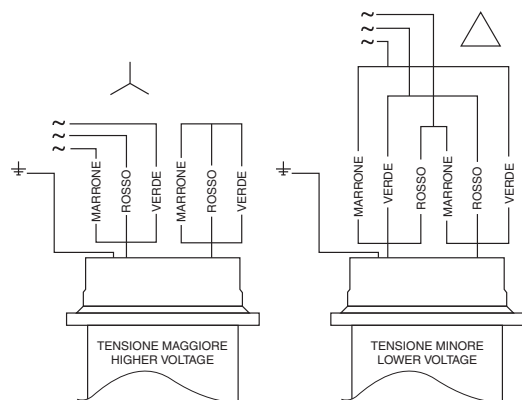 ~
~
~
MARRONE
ROSSO
VERDE
MARRONE
ROSSO
VERDE
TENSIONE MAGGIORE
HIGHER VOLTAGE
~
~
~
MARRONE
VERDE
ROSSO
MARRONE
ROSSO
VERDE
TENSIONE MINORE
LOWER VOLTAGE